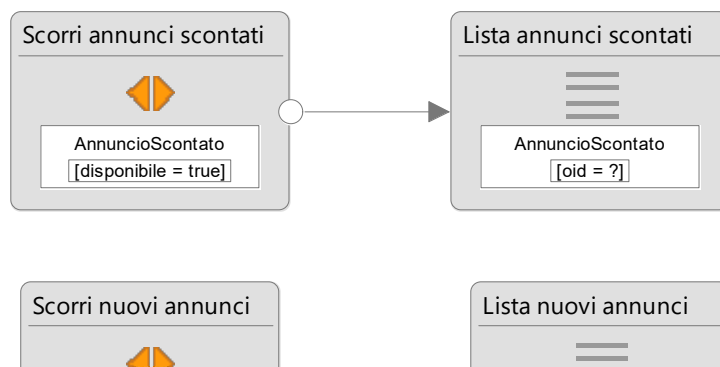 Scorri annunci scontati
AnnuncioScontato
[disponibile = true]
Lista annunci scontati
AnnuncioScontato
[oid = ?]
Scorri nuovi annunci
Lista nuovi annunci